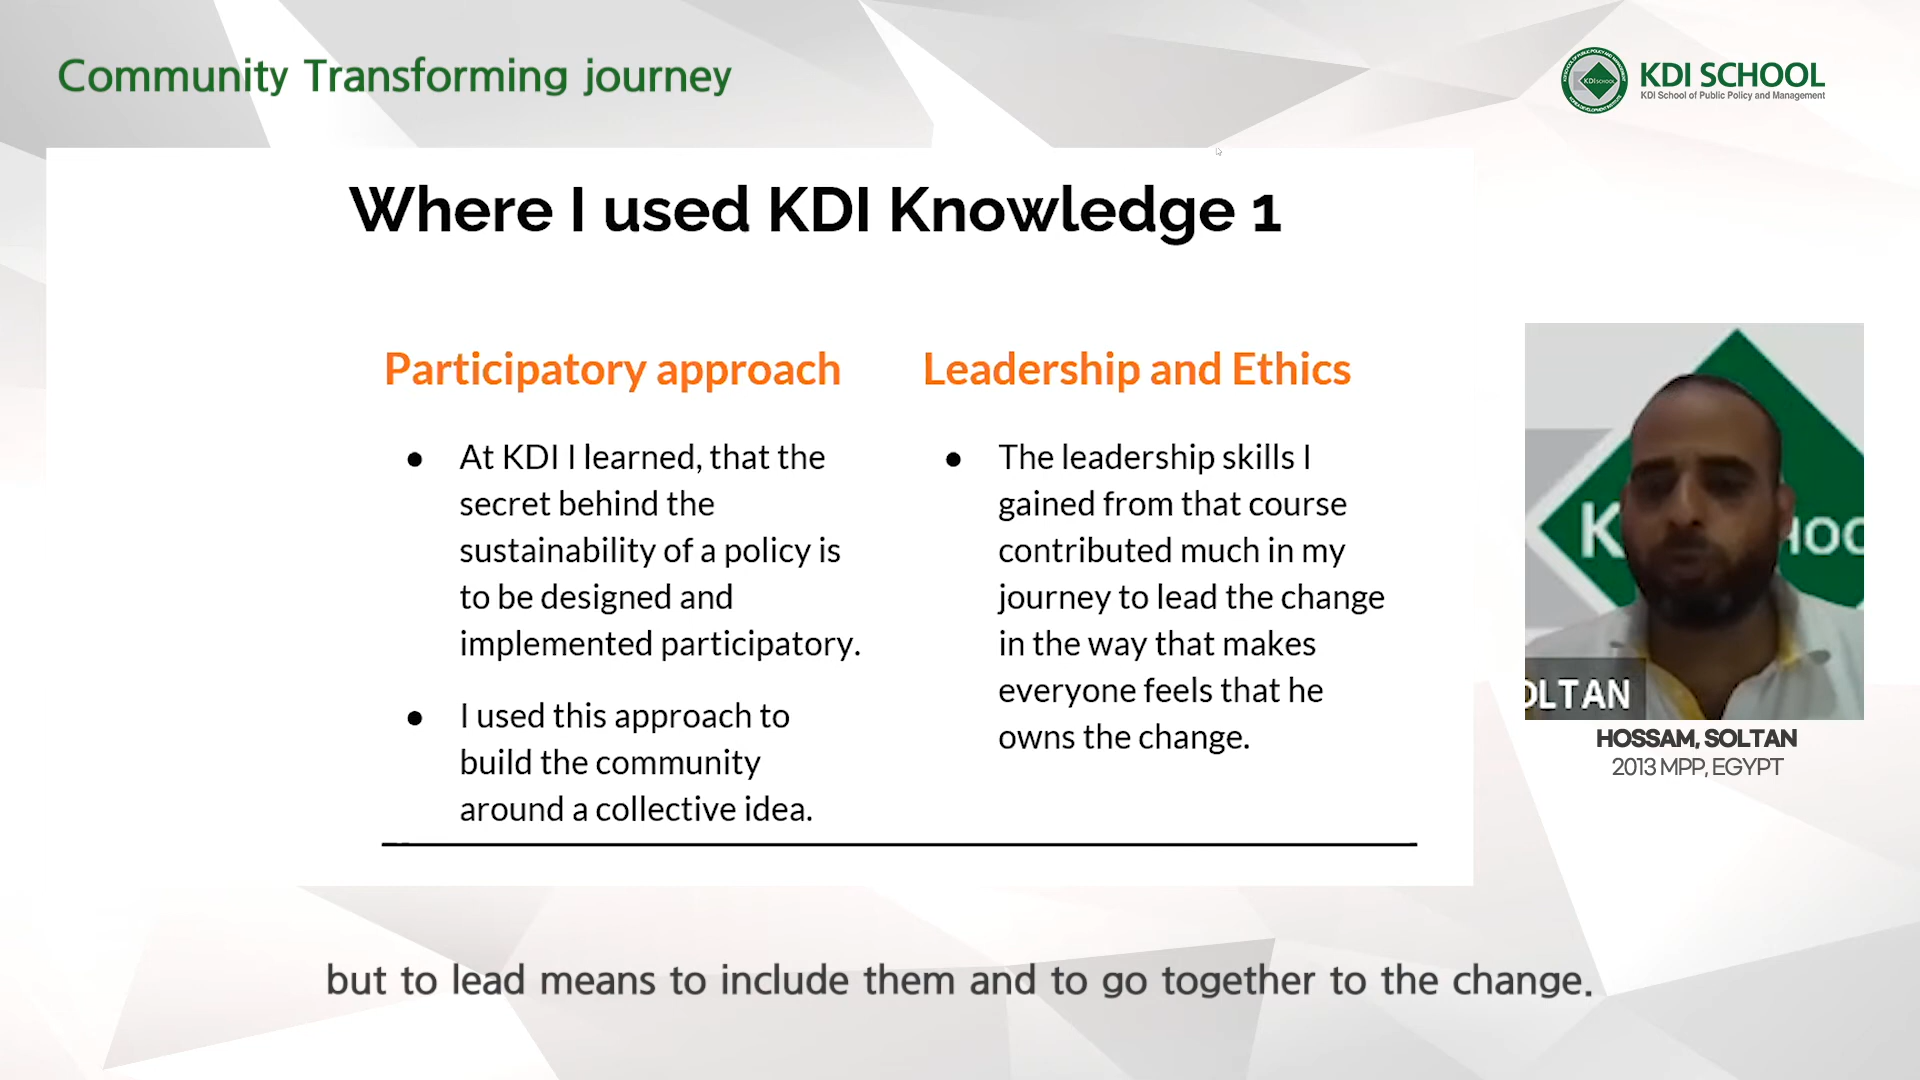 Community Transforming journey
KDI SCHOOL
KDI School of Public Policy and Management
Where I used KDI Knowledge 1
Participatory approach
● At KDI I learned, that the
secret behind the
sustainability of a policy is
to be designed and
implemented participatory.
● I used this approach to
build the community
around a collective idea.
Leadership and Ethics
● The leadership skills I
gained from that course
contributed much in my
journey to lead the change
in the way that makes
everyone feels that he
owns the change.
OLTAN
HOSSAM, SOLTAN
2013 MPP, EGYPT
but to lead means to include them and to go together to the change.